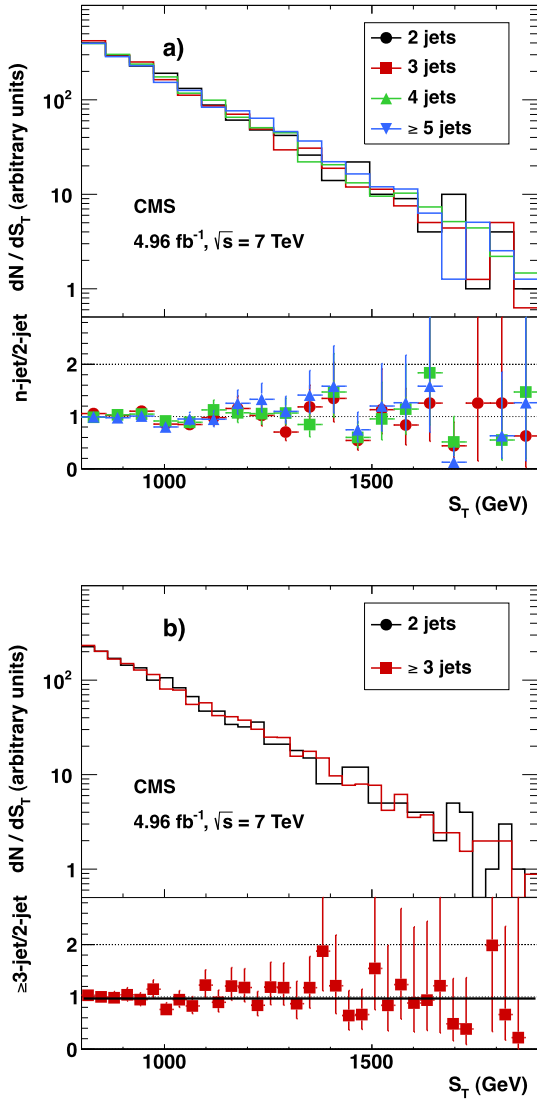 a)
2 jets
3 jets
4 jets
≥ 5 jets
CMS
4.96 fb⁻¹, √s = 7 TeV
dN / dS_T (arbitrary units)
10²
10
1
n-jet/2-jet
2
1
0
1000 1500
S_T (GeV)
b)
2 jets
≥ 3 jets
CMS
4.96 fb⁻¹, √s = 7 TeV
dN / dS_T (arbitrary units)
10²
10
1
≥3-jet/2-jet
2
1
0
1000 1500
S_T (GeV)